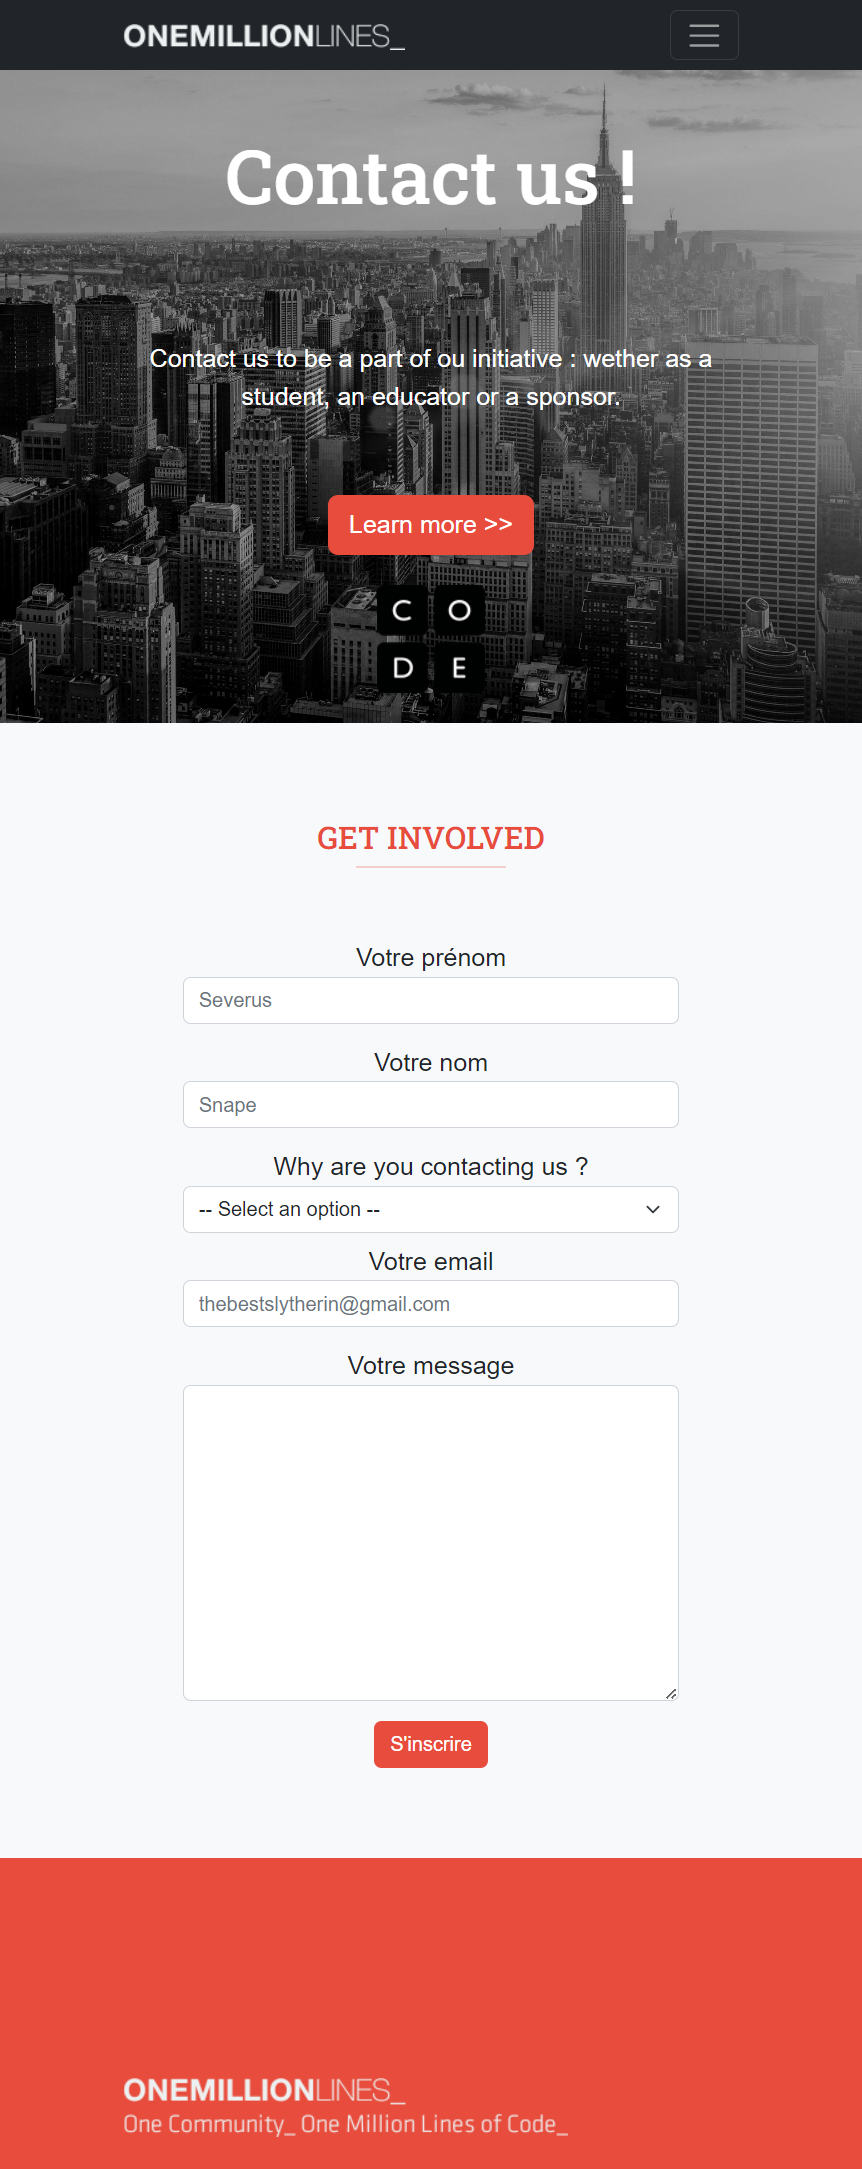 ONEMILLIONLINES_
Contact us !
Contact us to be a part of ou initiative : wether as a
student, an educator or a sponsor.
Learn more >>
C O
D E
GET INVOLVED
Votre prénom
Severus
Votre nom
Snape
Why are you contacting us ?
-- Select an option --
Votre email
thebestslytherin@gmail.com
Votre message
S'inscrire
ONEMILLIONLINES_
One Community_ One Million Lines of Code_